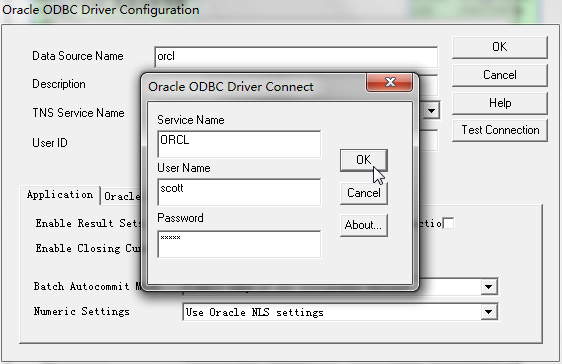 Oracle ODBC Driver Configuration
Data Source Name
orcl
OK
Description
Cancel
TNS Service Name
Help
User ID
Test Connection
Oracle ODBC Driver Connect
Service Name
ORCL
OK
User Name
scott
Cancel
Password
xxxxx
About...
Application
Oracle
Enable Result Sets
Enable Closing
Batch Autocommit
Numeric Settings
Use Oracle NLS settings